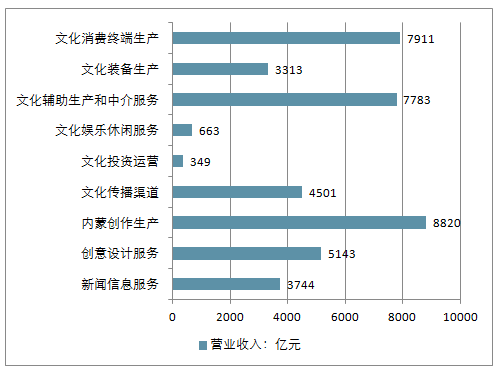 文化消费终端生产 7911
文化装备生产 3313
文化辅助生产和中介服务 7783
文化娱乐休闲服务 663
文化投资运营 349
文化传播渠道 4501
内蒙创作生产 8820
创意设计服务 5143
新闻信息服务 3744
0 2000 4000 6000 8000 10000
营业收入：亿元